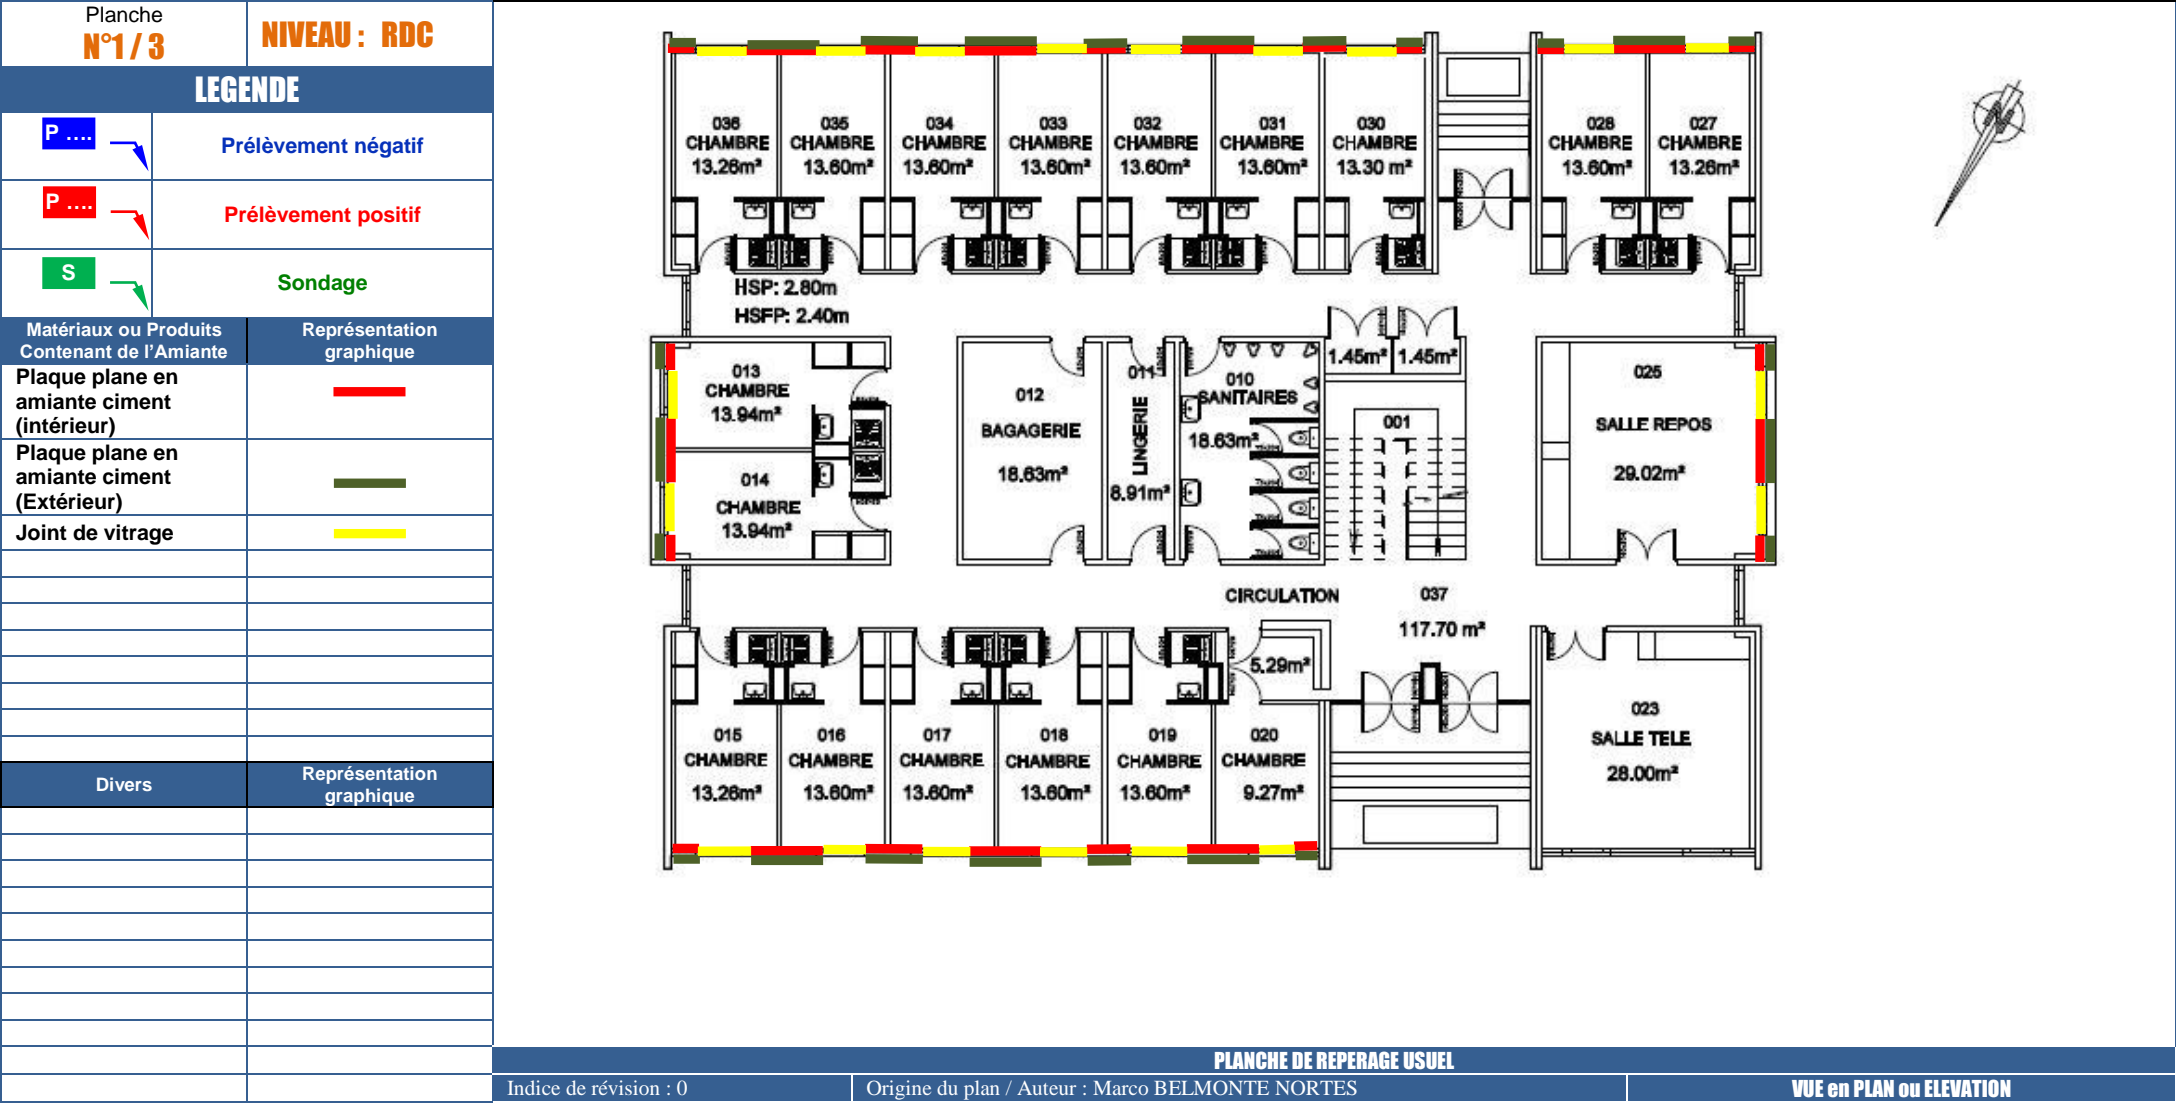 Planche
N°1 / 3
NIVEAU : RDC
LEGENDE
P ....
Prélèvement négatif
P ....
Prélèvement positif
S
Sondage
Matériaux ou Produits
Contenant de l'Amiante
Représentation
graphique
Plaque plane en
amiante ciment
(intérieur)
Plaque plane en
amiante ciment
(Extérieur)
Joint de vitrage
Divers
Représentation
graphique
036
CHAMBRE
13.26m²
035
CHAMBRE
13.60m²
034
CHAMBRE
13.60m²
033
CHAMBRE
13.60m²
032
CHAMBRE
13.60m²
031
CHAMBRE
13.60m²
030
CHAMBRE
13.30 m²
028
CHAMBRE
13.60m²
027
CHAMBRE
13.26m²
N
HSP: 2.80m
HSFP: 2.40m
013
CHAMBRE
13.94m²
014
CHAMBRE
13.94m²
012
BAGAGERIE
18.63m²
011
LINGERIE
8.91m²
010
SANITAIRES
18.63m²
1.45m²
1.45m²
001
025
SALLE REPOS
29.02m²
CIRCULATION
037
117.70 m²
5.29m²
015
CHAMBRE
13.26m²
016
CHAMBRE
13.60m²
017
CHAMBRE
13.60m²
018
CHAMBRE
13.60m²
019
CHAMBRE
13.60m²
020
CHAMBRE
9.27m²
023
SALLE TELE
28.00m²
PLANCHE DE REPERAGE USUEL
Indice de révision : 0
Origine du plan / Auteur : Marco BELMONTE NORTES
VUE en PLAN ou ELEVATION